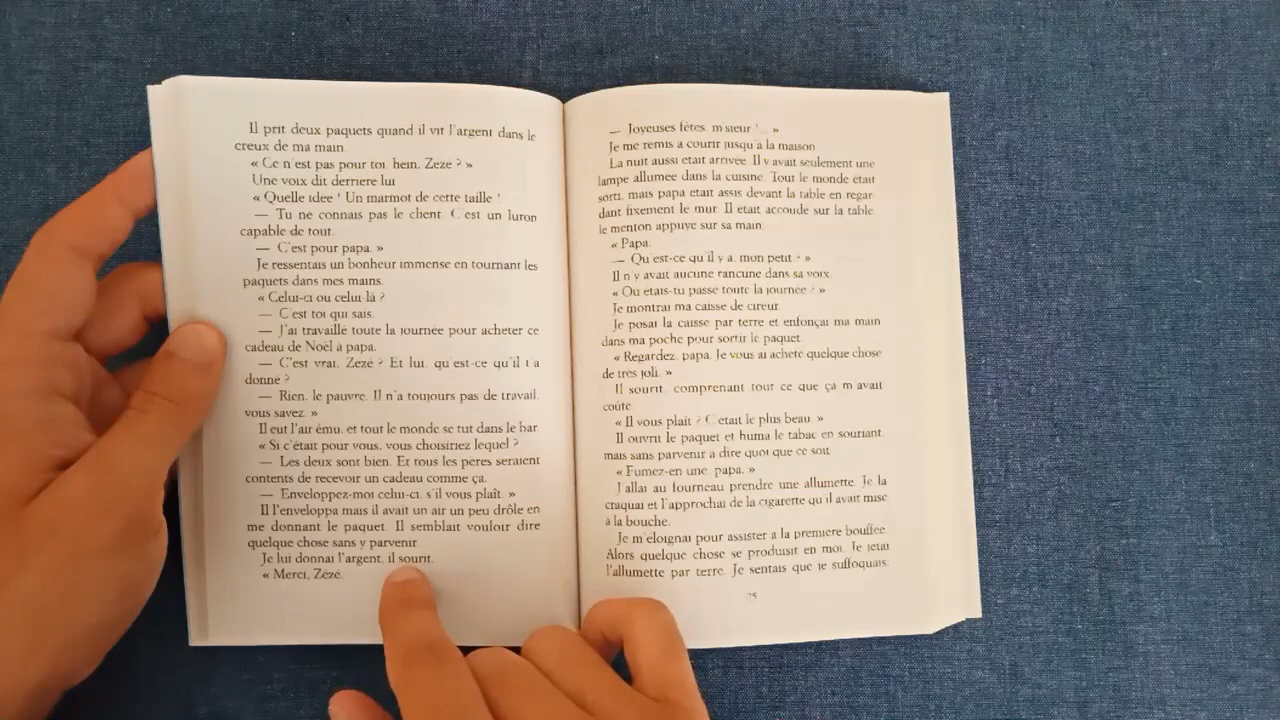 Il prit deux paquets quand il vit l'argent dans le
creux de ma main.
« Ce n'est pas pour toi, hein, Zézé ? »
Une voix dit derrière lui
« Quelle idée ! Un marmot de cette taille !
— Tu ne connais pas le client. C'est un luron
capable de tout.
— C'est pour papa. »
Je ressentais un bonheur immense en tournant les
paquets dans mes mains.
« Celui-ci ou celui-là ?
— C'est toi qui sais.
— J'ai travaillé toute la journée pour acheter ce
cadeau de Noël à papa.
— C'est vrai, Zézé ? Et lui, qu'est-ce qu'il t'a
donné ?
— Rien, le pauvre. Il n'a toujours pas de travail,
vous savez. »
Il eut l'air ému, et tout le monde se tut dans le bar.
« Si c'était pour vous, vous choisiriez lequel ?
— Les deux sont bien. Et tous les pères seraient
contents de recevoir un cadeau comme ça.
— Enveloppez-moi celui-ci, s'il vous plaît. »
Il l'enveloppa mais il avait un air un peu drôle en
me donnant le paquet. Il semblait vouloir dire
quelque chose sans y parvenir.
Je lui donnai l'argent, il sourit.
« Merci, Zézé.
— Joyeuses fêtes, m'sieur !... »
Je me remis à courir jusqu'à la maison.
La nuit aussi était arrivée. Il y avait seulement une
lampe allumée dans la cuisine. Tout le monde était
sorti, mais papa était assis devant la table en regar-
dant fixement le mur. Il était accoudé sur la table,
le menton appuyé sur sa main.
« Papa.
— Qu'est-ce qu'il y a, mon petit ? »
Il n'y avait aucune rancune dans sa voix.
« Où étais-tu passé toute la journée ? »
Je montrai ma caisse de cireur.
Je posai la caisse par terre et enfonçai ma main
dans ma poche pour sortir le paquet.
« Regardez, papa, Je vous ai acheté quelque chose
de très joli. »
Il sourit, comprenant tout ce que ça m'avait
coûté.
« Il vous plaît ? C'était le plus beau. »
Il ouvrit le paquet et huma le tabac en souriant,
mais sans parvenir à dire quoi que ce soit.
« Fumez-en une, papa. »
J'allai au fourneau prendre une allumette. Je la
craquai et l'approchai de la cigarette qu'il avait mise
à la bouche.
Je m'éloignai pour assister à la première bouffée.
Alors quelque chose se produisit en moi. Je jetai
l'allumette par terre. Je sentais que je suffoquais.